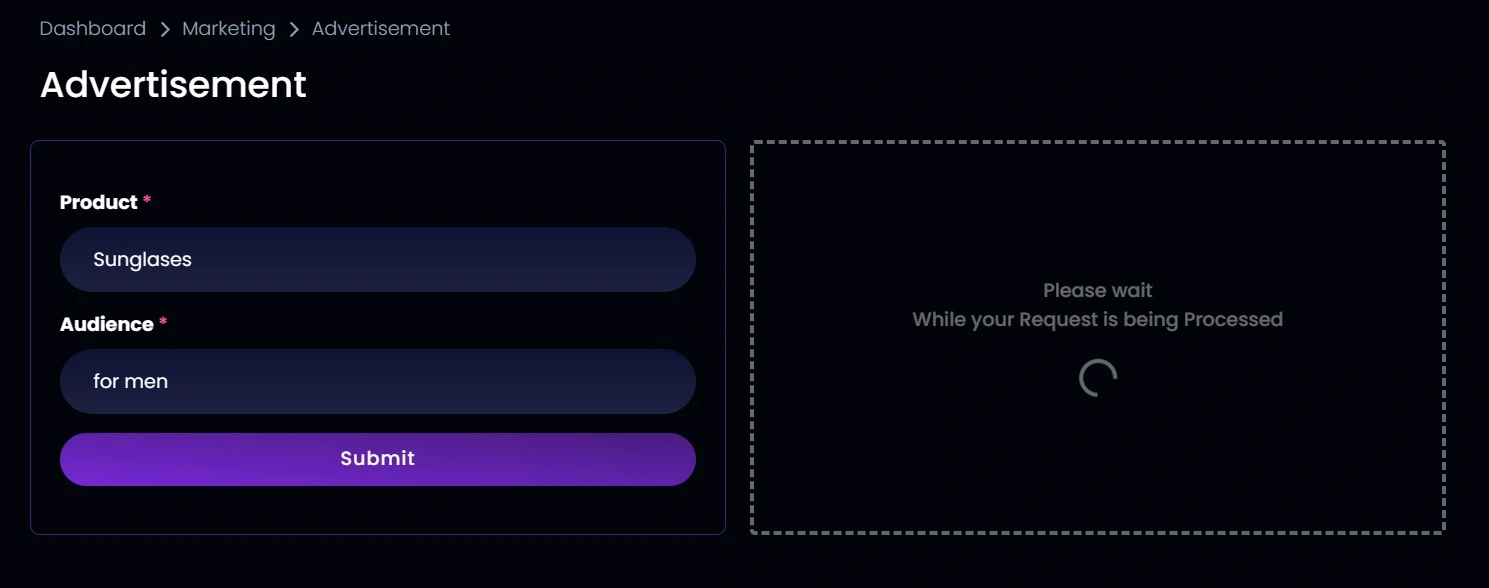 Dashboard > Marketing > Advertisement
Advertisement
Product *
Sunglases
Audience *
for men
Submit
Please wait
While your Request is being Processed